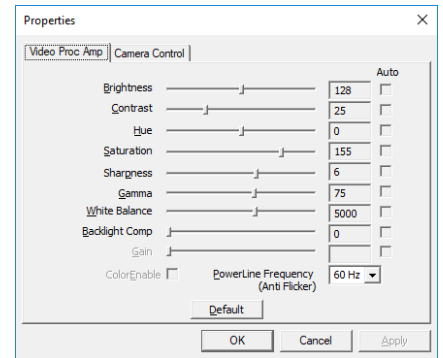 Properties
Video Proc Amp Camera Control
Auto
Brightness 128
Contrast 25
Hue 0
Saturation 155
Sharpness 6
Gamma 75
White Balance 5000
Backlight Comp 0
Gain
ColorEnable PowerLine Frequency 60 Hz
(Anti Flicker)
Default
OK Cancel Apply